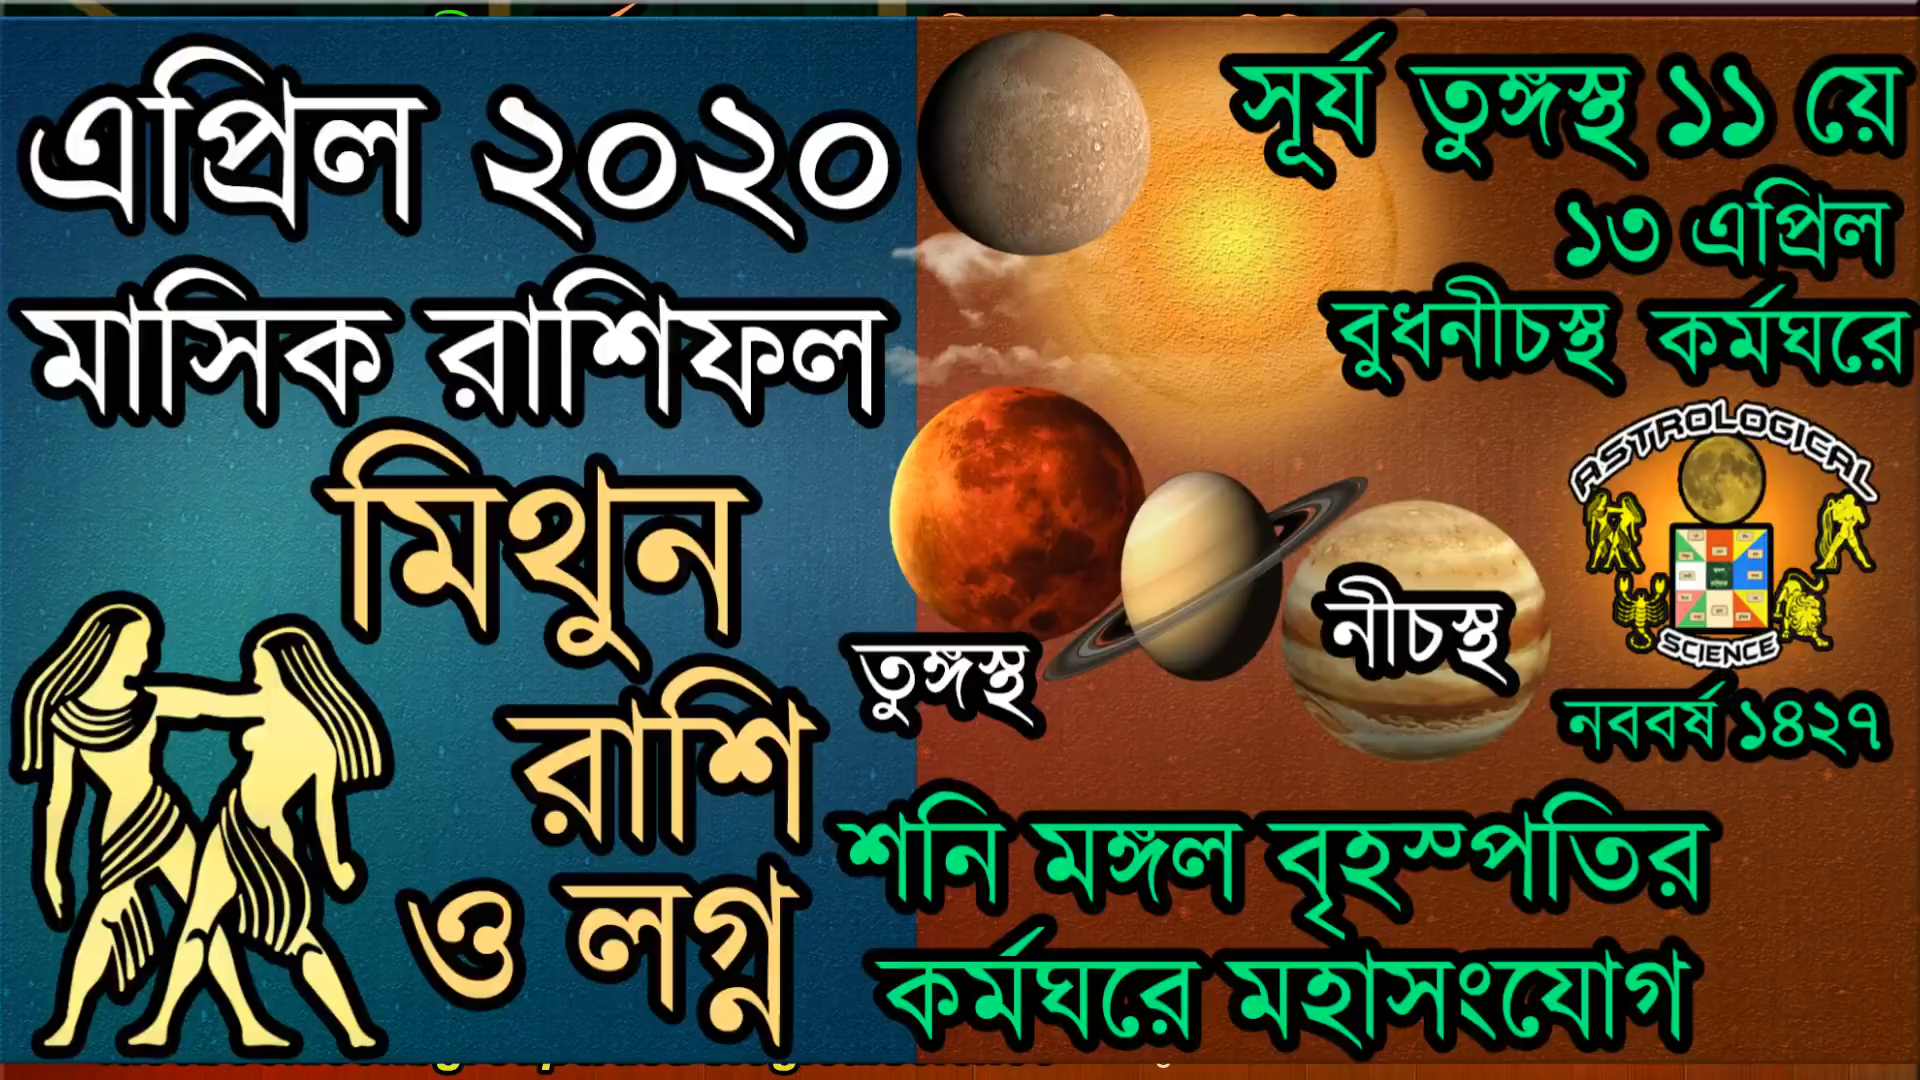 এপ্রিল ২০২০
মাসিক রাশিফল
মিথুন
রাশি
ও লগ্ন
সূর্য তুঙ্গস্থ ১১ য়ে
১৩ এপ্রিল
বুধনীচস্থ কর্মঘরে
ASTROLOGICAL
SCIENCE
তুঙ্গস্থ
নীচস্থ
নববর্ষ ১৪২৭
শনি মঙ্গল বৃহস্পতির
কর্মঘরে মহাসংযোগ